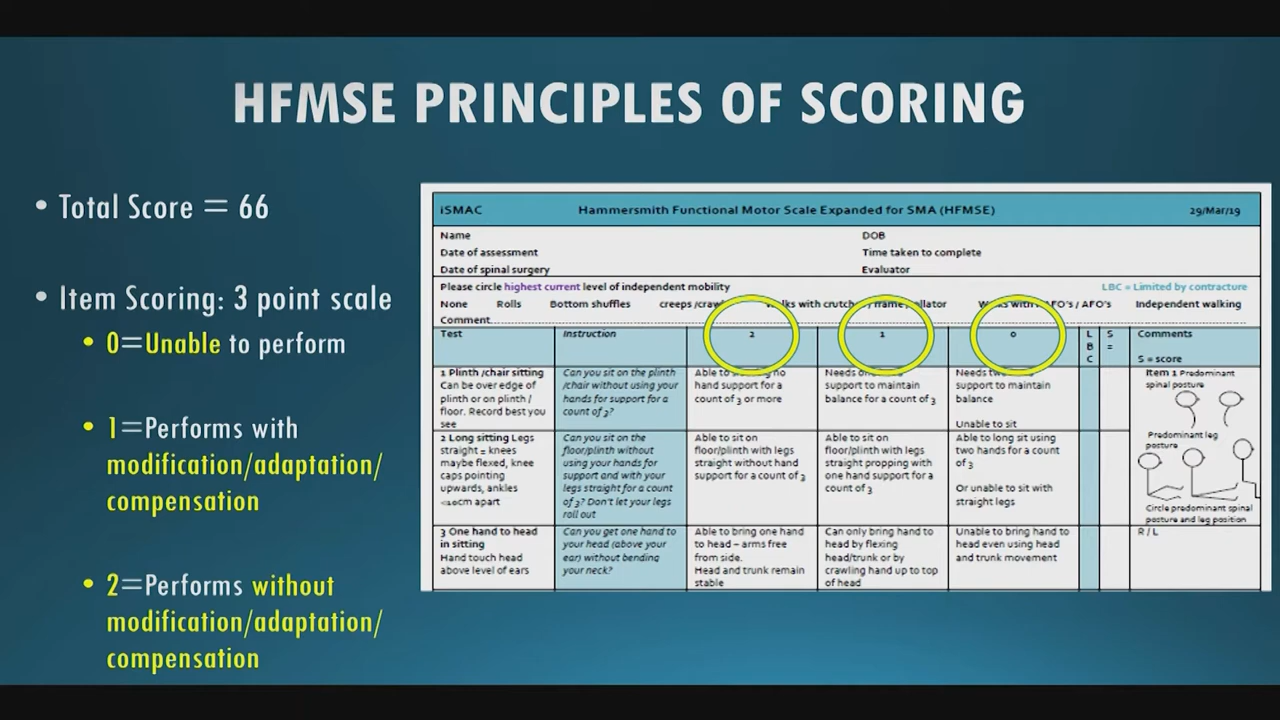 HFMSE PRINCIPLES OF SCORING
• Total Score = 66
• Item Scoring: 3 point scale
• 0=Unable to perform
• 1=Performs with
modification/adaptation/
compensation
• 2=Performs without
modification/adaptation/
compensation
iSMAC Hammersmith Functional Motor Scale Expanded for SMA (HFMSE) 29/Mar/19
Name DOB
Date of assessment Time taken to complete
Date of spinal surgery Evaluator
Please circle highest current level of independent mobility LBC = Limited by contracture
None Rolls Bottom shuffles creeps / Independent walking
Comment
Test Instruction 2 1 0 L B C S = Comments
S = score
1 Plinth /chair sitting
Can be over edge of
plinth or on plinth /
floor. Record best you
see
Can you sit on the plinth
/chair without using your
hands for support for a
count of 3?
Able to no
hand support for a
count of 3 or more
Needs
support to maintain
balance for a count of 3
Needs
support to maintain
balance
Unable to sit
Item 1 Predominant
spinal posture
Predominant leg
posture
Circle predominant spinal
posture and leg position
2 Long sitting Legs
straight = knees
maybe flexed, knee
caps pointing
upwards, ankles
<10cm apart
Can you sit on the
floor/plinth without
using your hands for
support and with your
legs straight for a count
of 3? Don't let your legs
roll out
Able to sit on
floor/plinth with legs
straight without hand
support for a count of 3
Able to sit on
floor/plinth with legs
straight propping with
one hand support for a
count of 3
Able to long sit using
two hands for a count
of 3
Or unable to sit with
straight legs
3 One hand to head
in sitting
Hand touch head
above level of ears
Can you get one hand to
your head (above your
ear) without bending
your neck?
Able to bring one hand
to head – arms free
from side.
Head and trunk remain
stable
Can only bring hand to
head by flexing
head/trunk or by
crawling hand up to top
of head
Unable to bring hand to
head even using head
and trunk movement
R / L